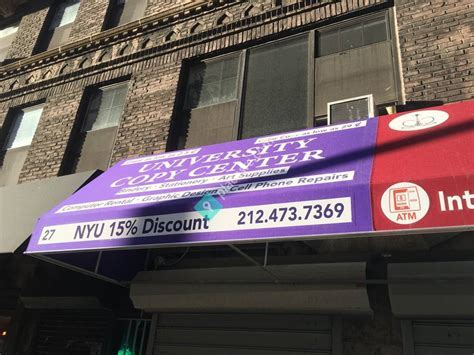 UNIVERSITY
COPY CENTER
Bindery · Stationery · Art Supplies
Computer Rental · Graphic Design · Cell Phone Repairs
27 NYU 15% Discount 212.473.7369
ATM
Int